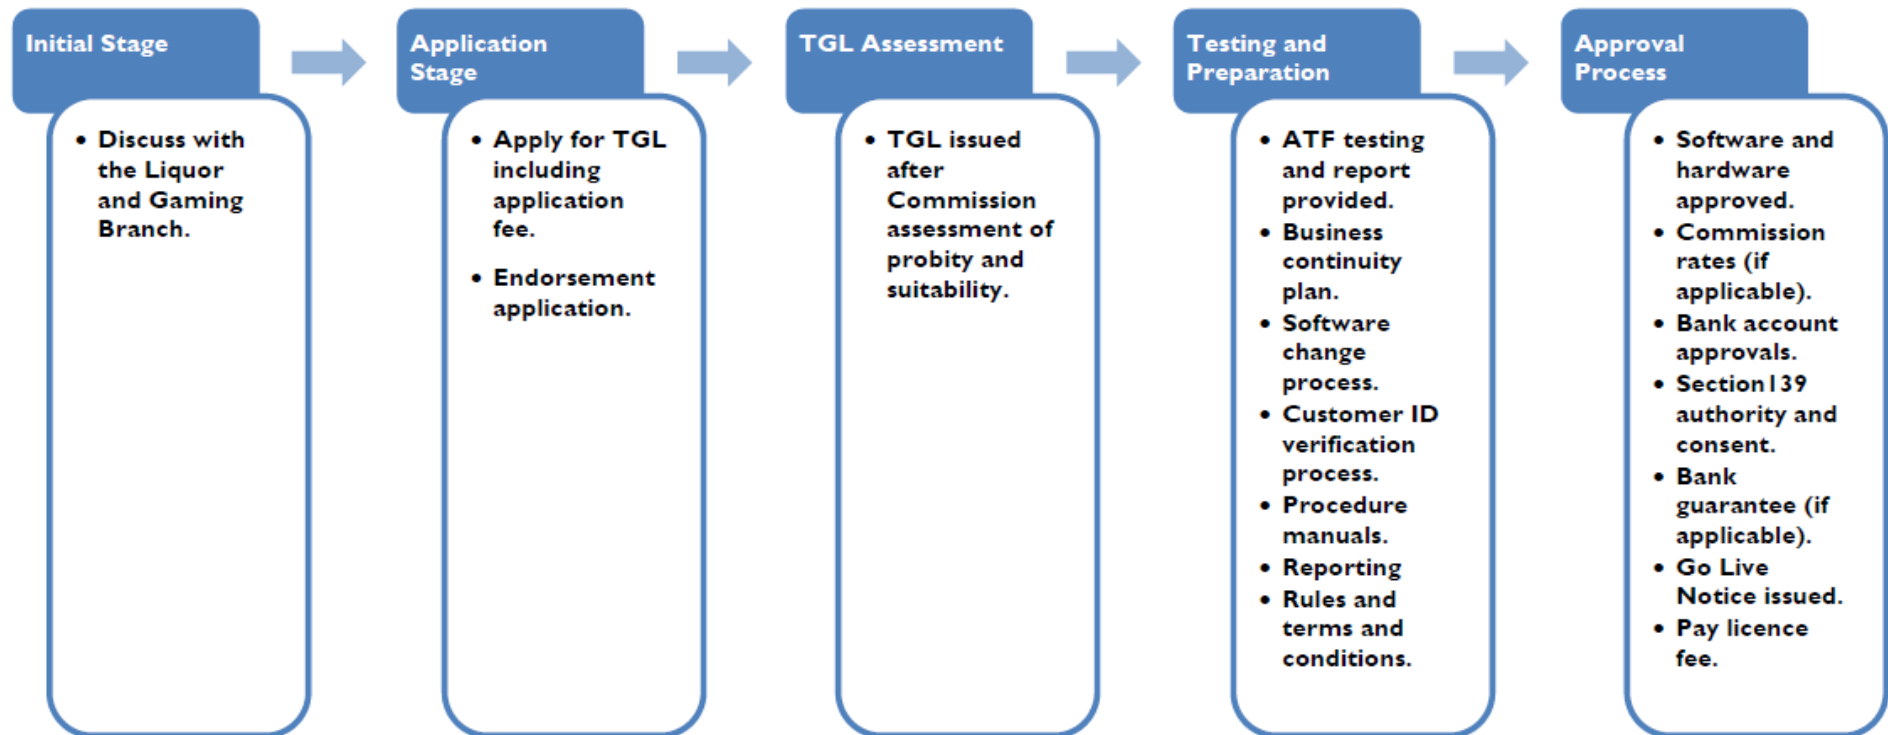 Initial Stage
• Discuss with
the Liquor
and Gaming
Branch.
Application
Stage
• Apply for TGL
including
application
fee.
• Endorsement
application.
TGL Assessment
• TGL issued
after
Commission
assessment of
probity and
suitability.
Testing and
Preparation
• ATF testing
and report
provided.
• Business
continuity
plan.
• Software
change
process.
• Customer ID
verification
process.
• Procedure
manuals.
• Reporting
• Rules and
terms and
conditions.
Approval
Process
• Software and
hardware
approved.
• Commission
rates (if
applicable).
• Bank account
approvals.
• Section139
authority and
consent.
• Bank
guarantee (if
applicable).
• Go Live
Notice issued.
• Pay licence
fee.